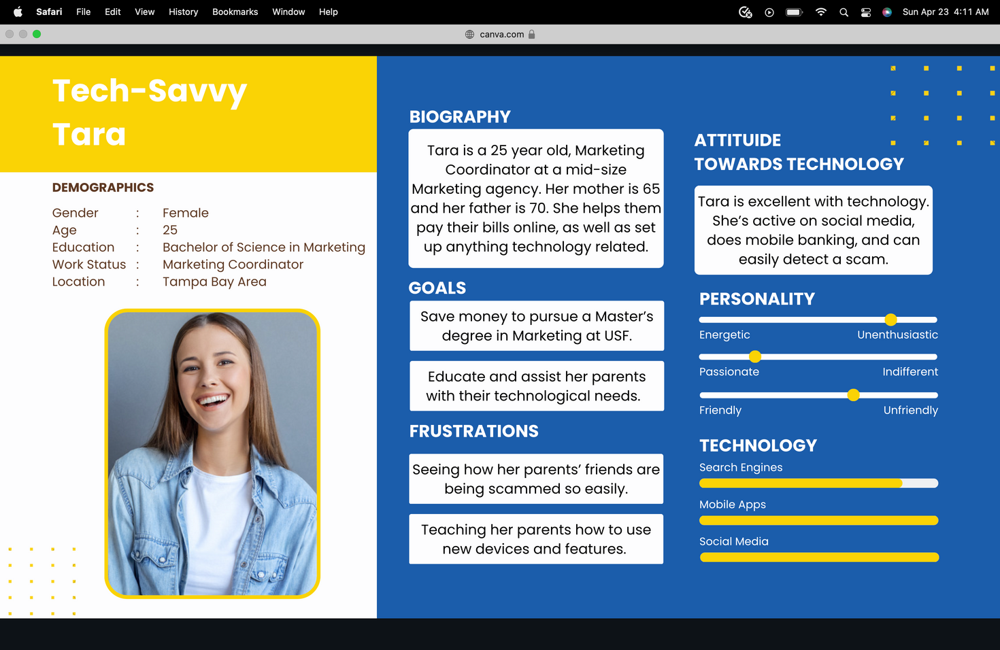 Safari File Edit View History Bookmarks Window Help Sun Apr 23 4:11 AM
canva.com
Tech-Savvy
Tara
DEMOGRAPHICS
Gender : Female
Age : 25
Education : Bachelor of Science in Marketing
Work Status : Marketing Coordinator
Location : Tampa Bay Area
BIOGRAPHY
Tara is a 25 year old, Marketing
Coordinator at a mid-size
Marketing agency. Her mother is 65
and her father is 70. She helps them
pay their bills online, as well as set
up anything technology related.
GOALS
Save money to pursue a Master's
degree in Marketing at USF.
Educate and assist her parents
with their technological needs.
FRUSTRATIONS
Seeing how her parents' friends are
being scammed so easily.
Teaching her parents how to use
new devices and features.
ATTITUIDE
TOWARDS TECHNOLOGY
Tara is excellent with technology.
She's active on social media,
does mobile banking, and can
easily detect a scam.
PERSONALITY
Energetic Unenthusiastic
Passionate Indifferent
Friendly Unfriendly
TECHNOLOGY
Search Engines
Mobile Apps
Social Media